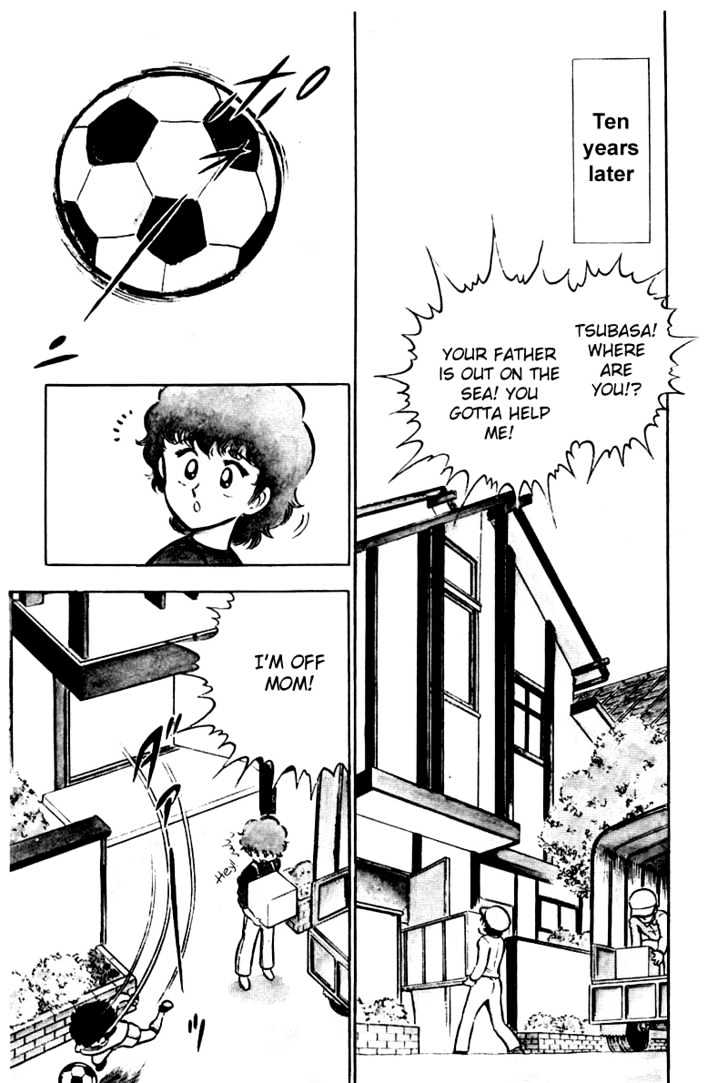 Ten
years
later
TSUBASA!
WHERE
ARE
YOU!?
YOUR FATHER
IS OUT ON THE
SEA! YOU
GOTTA HELP
ME!
I'M OFF
MOM!
Hey!